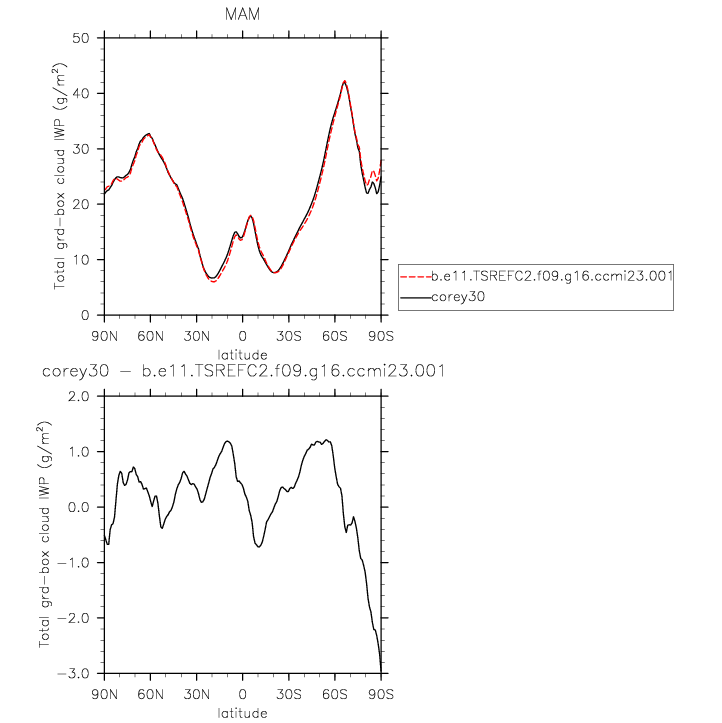 MAM
50
40
30
20
10
0
Total grd-box cloud IWP (g/m²)
90N 60N 30N 0 30S 60S 90S
latitude
b.e11.TSREFC2.f09.g16.ccmi23.001
corey30
corey30 - b.e11.TSREFC2.f09.g16.ccmi23.001
2.0
1.0
0.0
-1.0
-2.0
-3.0
Total grd-box cloud IWP (g/m²)
90N 60N 30N 0 30S 60S 90S
latitude